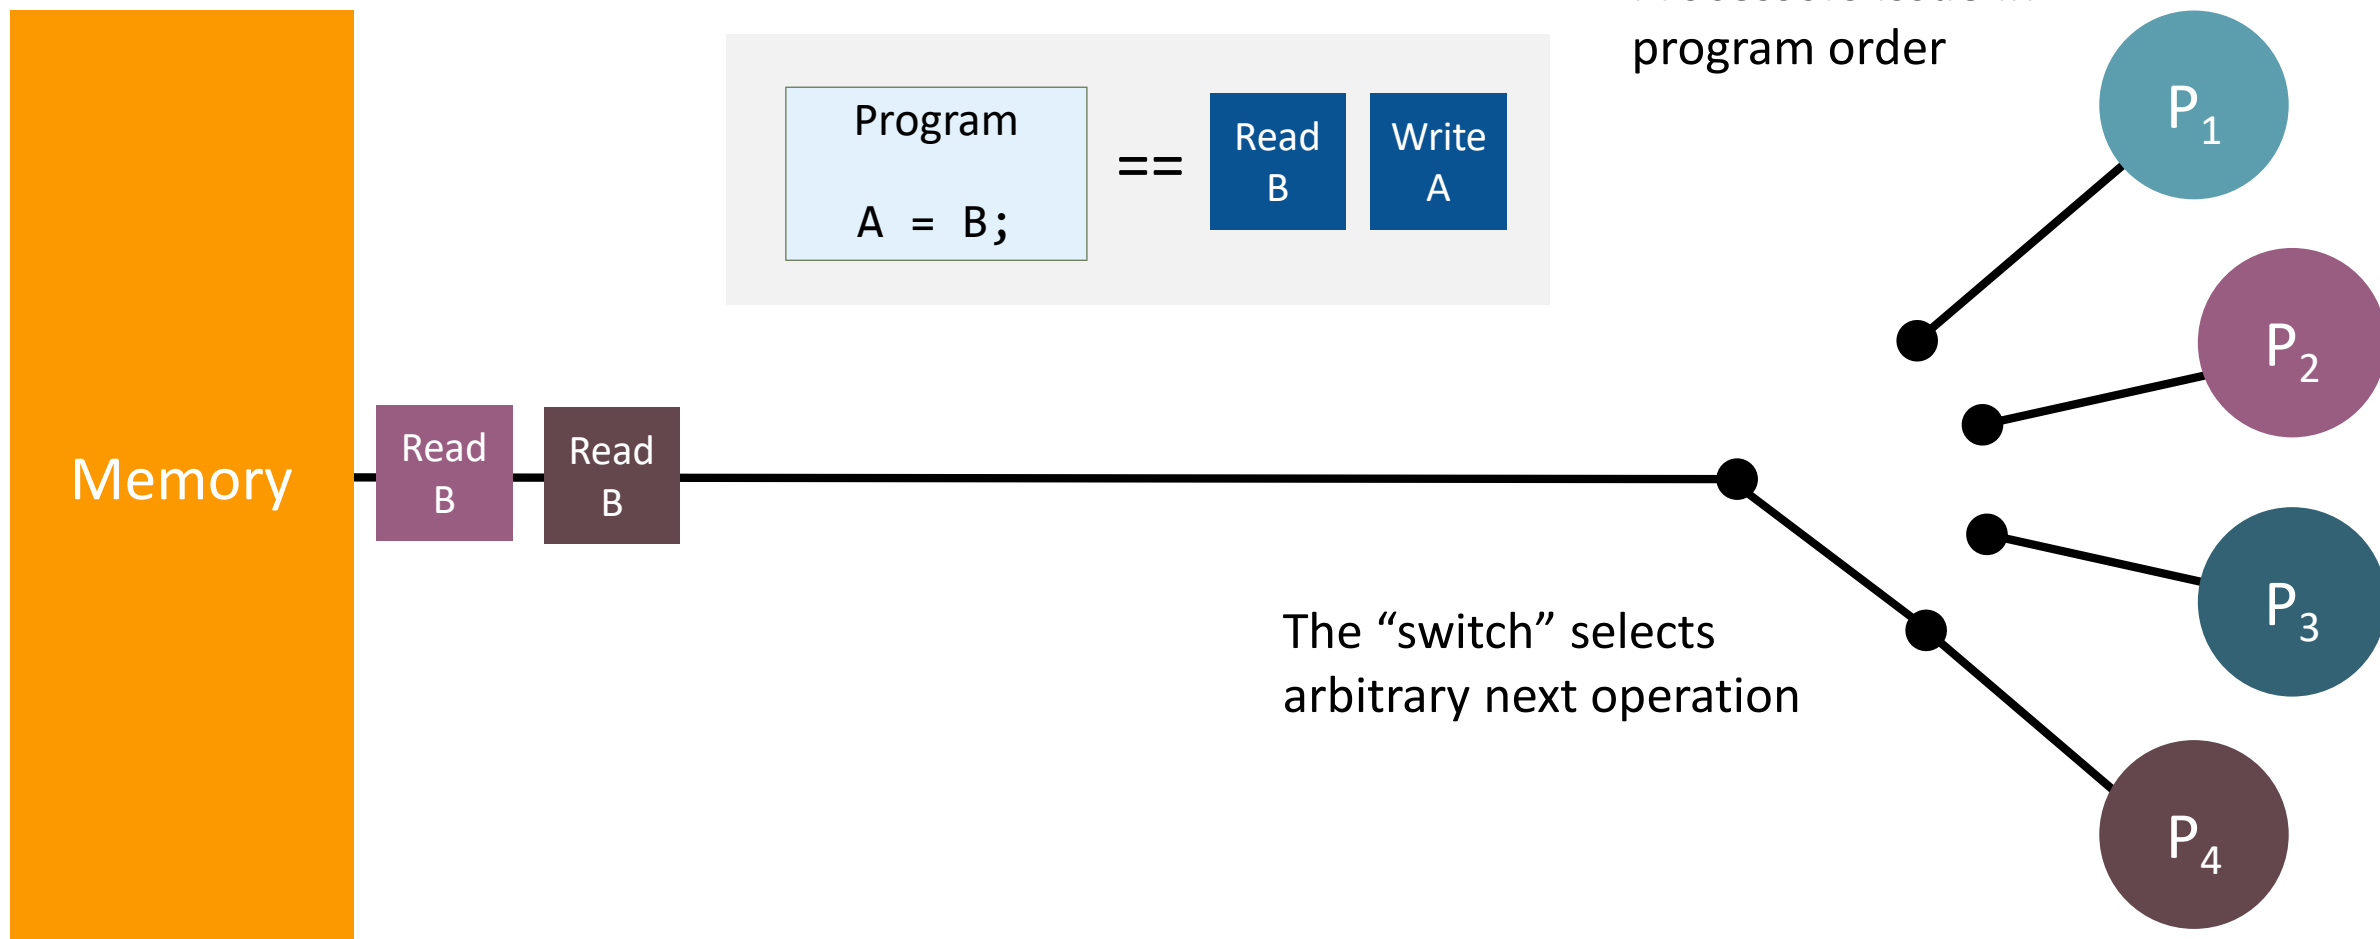 program order
Program
A = B;
==
Read
B
Write
A
P1
P2
Memory
Read
B
Read
B
P3
The “switch” selects
arbitrary next operation
P4